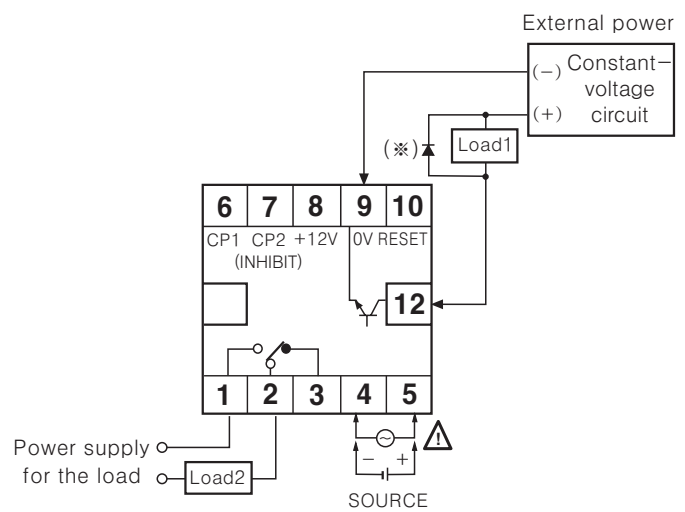 External power
(−) Constant−
voltage
(+) circuit
(※) Load1
6 7 8 9 10
CP1 CP2 +12V 0V RESET
(INHIBIT)
12
1 2 3 4 5
Power supply
for the load
Load2
− +
SOURCE